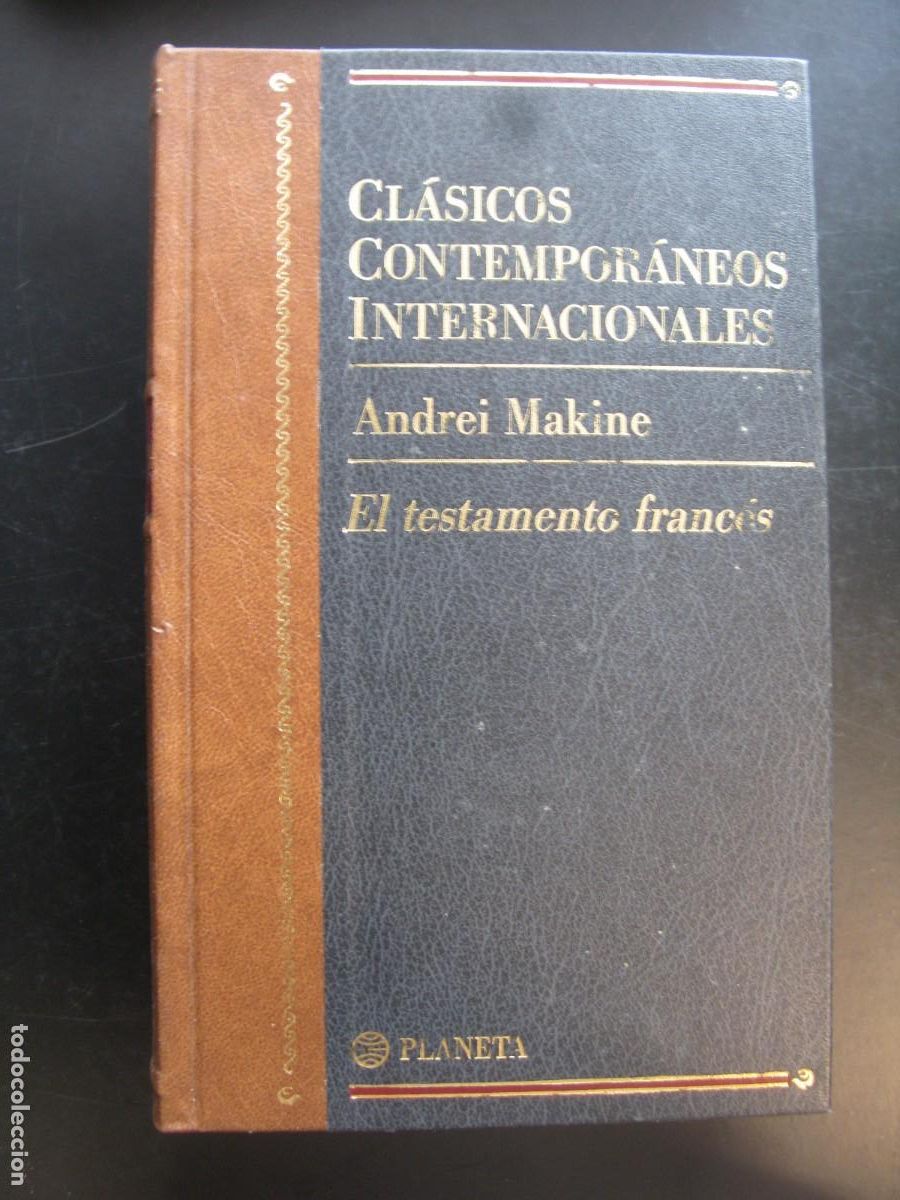 CLÁSICOS
CONTEMPORÁNEOS
INTERNACIONALES
Andrei Makine
El testamento francés
PLANETA
todocoleccion